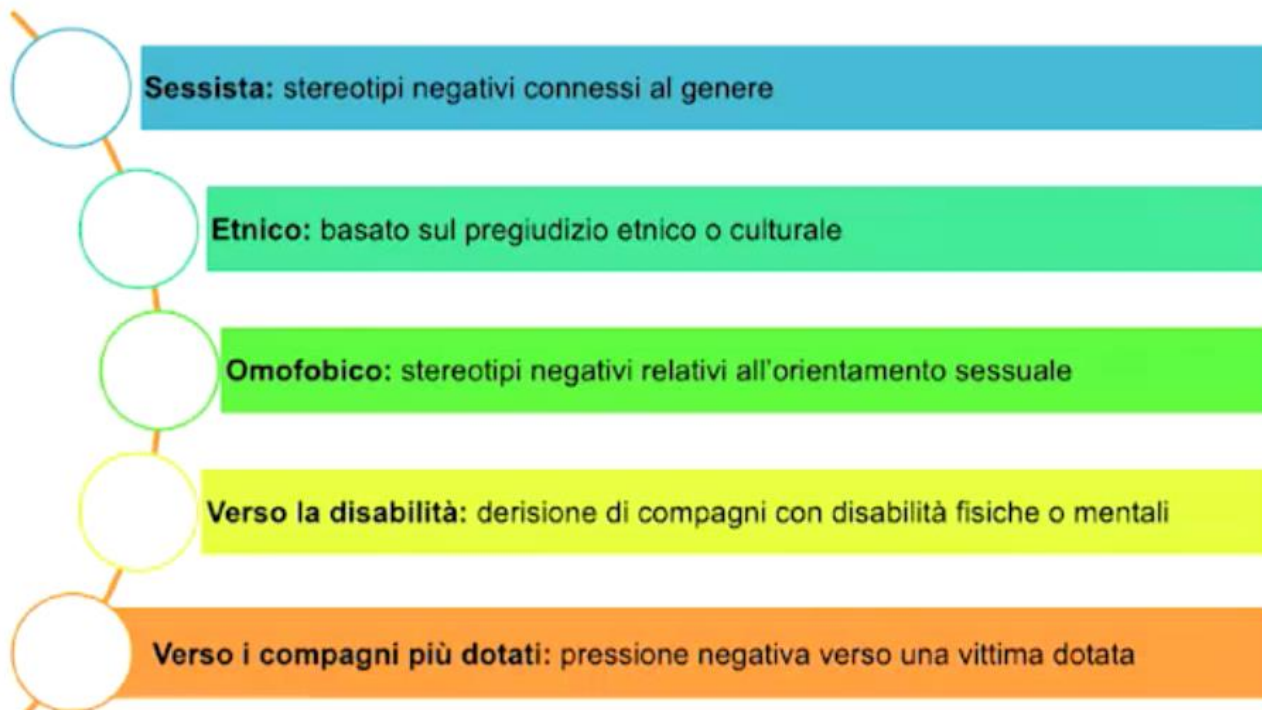 Sessista: stereotipi negativi connessi al genere
Etnico: basato sul pregiudizio etnico o culturale
Omofobico: stereotipi negativi relativi all'orientamento sessuale
Verso la disabilità: derisione di compagni con disabilità fisiche o mentali
Verso i compagni più dotati: pressione negativa verso una vittima dotata